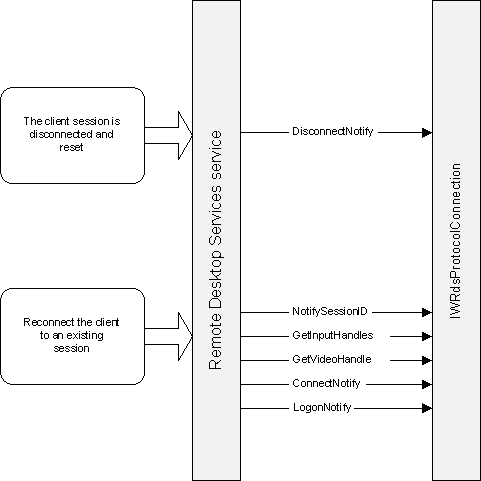 The client session is
disconnected and
reset
Remote Desktop Services service
DisconnectNotify
IWRdsProtocolConnection
Reconnect the client
to an existing
session
NotifySessionID
GetInputHandles
GetVideoHandle
ConnectNotify
LogonNotify